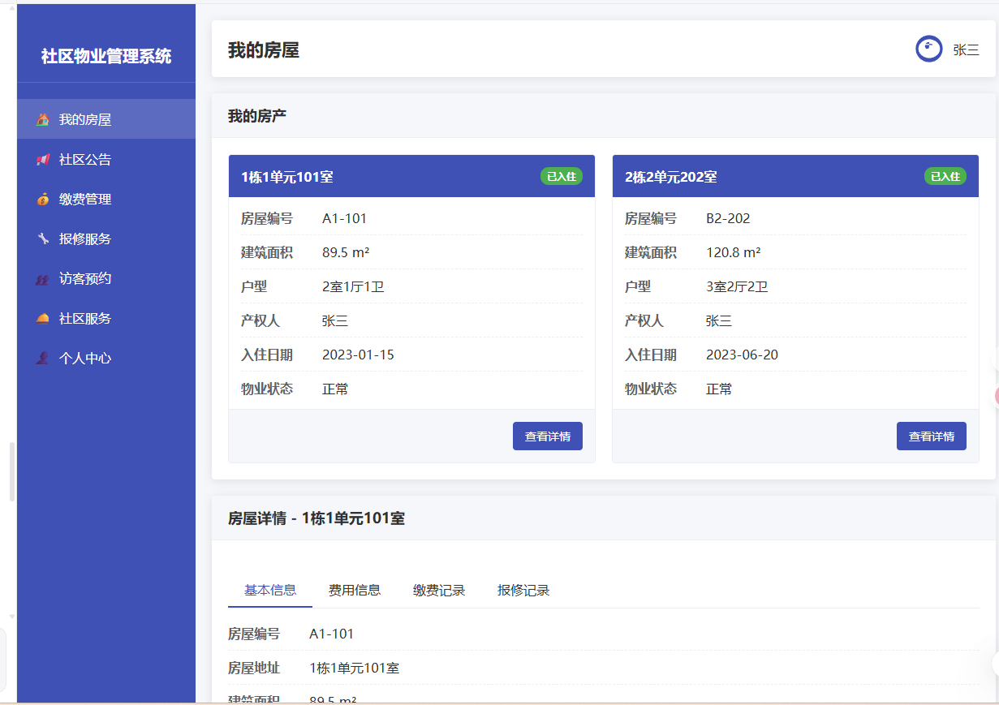 社区物业管理系统
我的房屋
社区公告
缴费管理
报修服务
访客预约
社区服务
个人中心
我的房屋
张三
我的房产
1栋1单元101室 已入住
房屋编号 A1-101
建筑面积 89.5 m²
户型 2室1厅1卫
产权人 张三
入住日期 2023-01-15
物业状态 正常
查看详情
2栋2单元202室 已入住
房屋编号 B2-202
建筑面积 120.8 m²
户型 3室2厅2卫
产权人 张三
入住日期 2023-06-20
物业状态 正常
查看详情
房屋详情 - 1栋1单元101室
基本信息 费用信息 缴费记录 报修记录
房屋编号 A1-101
房屋地址 1栋1单元101室
建筑面积 89.5 m²